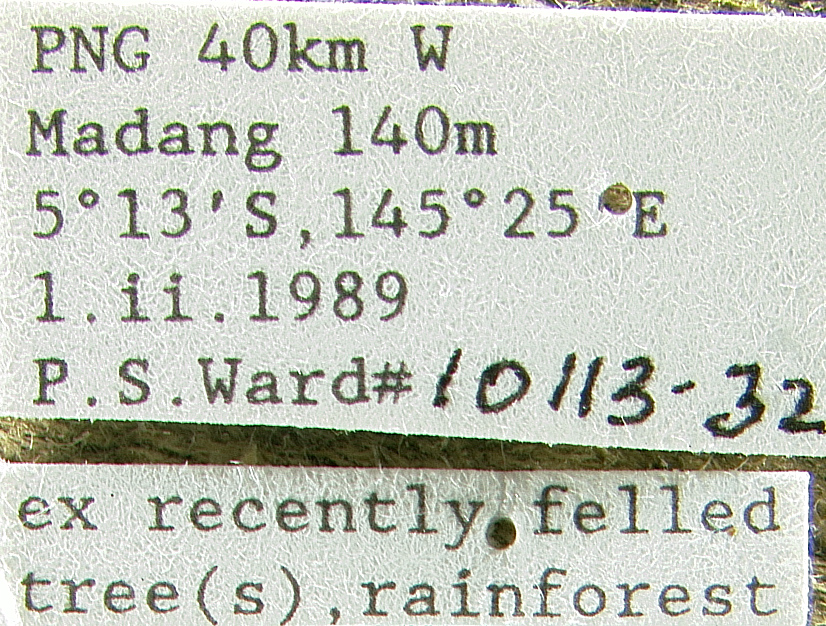 PNG 40km W
Madang 140m
5°13'S,145°25'E
1.ii.1989
P.S.Ward#10113-32
ex recently felled
tree(s),rainforest